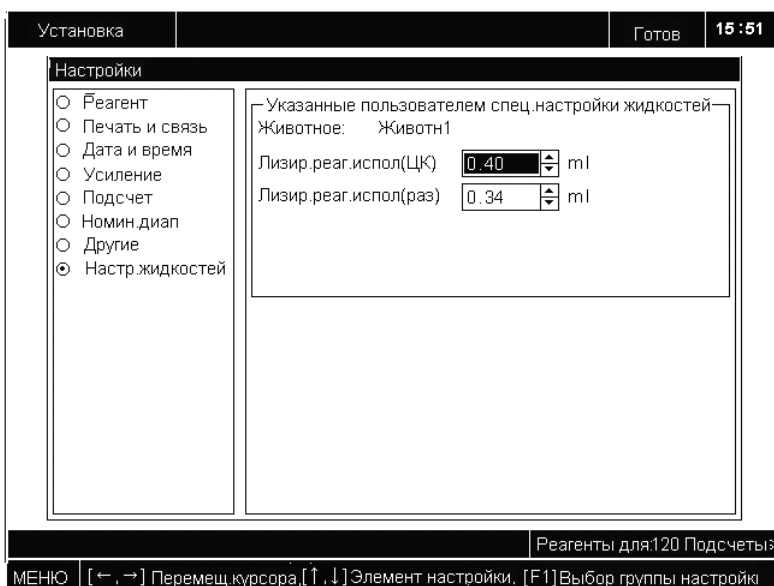 Установка Готов 15:51
Настройки
Реагент
Печать и связь
Дата и время
Усиление
Подсчет
Номин.диап
Другие
Настр.жидкостей
Указанные пользователем спец.настройки жидкостей
Животное: Животн1
Лизир.реаг.испол(ЦК) 0.40 ml
Лизир.реаг.испол(раз) 0.34 ml
Реагенты для:120 Подсчеты
МЕНЮ [←,→] Перемещ.курсора,[↑,↓]Элемент настройки, [F1]Выбор группы настройкі